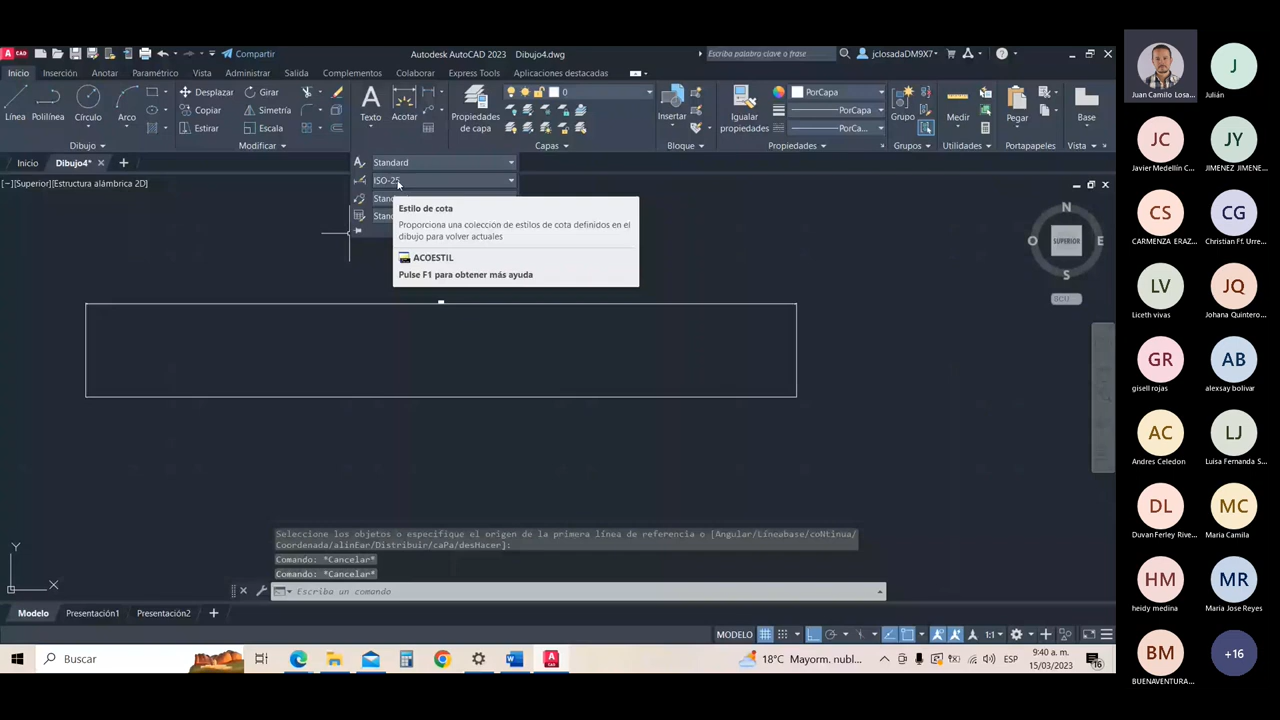 CAD
Compartir
Autodesk AutoCAD 2023 Dibujo4.dwg
Escriba palabra clave o frase
jclosadaDM9X7
Inicio Inserción Anotar Paramétrico Vista Administrar Salida Complementos Colaborar Express Tools Aplicaciones destacadas
Línea Polilínea Círculo Arco
Desplazar Girar
Copiar Simetría
Estirar Escala
Texto Acotar
Propiedades de capa
0
Insertar
Igualar propiedades
PorCapa
PorCapa
PorCa...
Grupo
Medir
Pegar
Base
Dibujo Modificar Capas Bloque Propiedades Grupos Utilidades Portapapeles Vista
Inicio Dibujo4* +
[−][Superior][Estructura alámbrica 2D]
Standard
ISO-25
Stand
Stand
Estilo de cota
Proporciona una colección de estilos de cota definidos en el
dibujo para volver actuales
ACOESTIL
Pulse F1 para obtener más ayuda
N
O SUPERIOR E
S
SCU
Y
X
Seleccione los objetos o especifique el origen de la primera línea de referencia o [Angular/Líneabase/coNtinua/
Coordenada/alinEar/Distribuir/caPa/desHacer]:
Comando: *Cancelar*
Comando: *Cancelar*
Escriba un comando
Modelo Presentación1 Presentación2 +
MODELO 1:1
Buscar
18°C Mayorm. nubl...
ESP
9:40 a. m.
15/03/2023
16
Juan Camilo Losa...
J
Julián
JC
Javier Medellín C...
JY
JIMENEZ JIMENE...
CS
CARMENZA ERAZ...
CG
Christian Ff. Urre...
LV
Liceth vivas
JQ
Johana Quintero...
GR
gisell rojas
AB
alexsay bolivar
AC
Andres Celedon
LJ
Luisa Fernanda S...
DL
Duvan Ferley Rive...
MC
Maria Camila
HM
heidy medina
MR
Maria Jose Reyes
BM
BUENAVENTURA...
+16